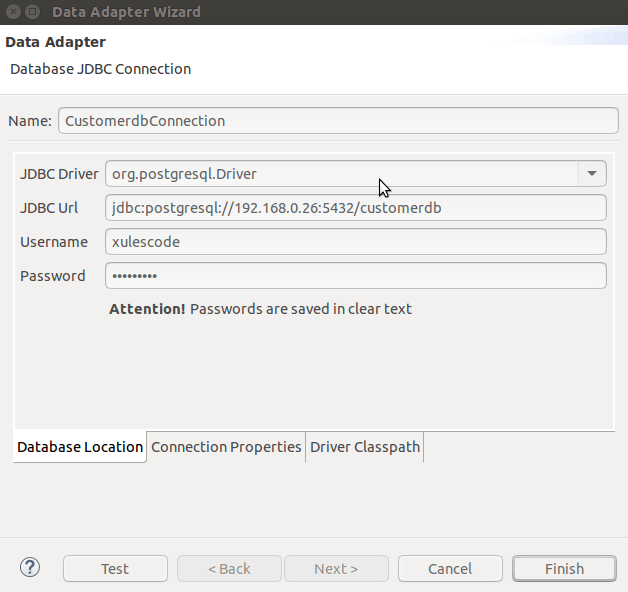 Data Adapter Wizard
Data Adapter
Database JDBC Connection
Name: CustomerdbConnection
JDBC Driver org.postgresql.Driver
JDBC Url jdbc:postgresql://192.168.0.26:5432/customerdb
Username xulescode
Password •••••••••
Attention! Passwords are saved in clear text
Database Location Connection Properties Driver Classpath
? Test < Back Next > Cancel Finish